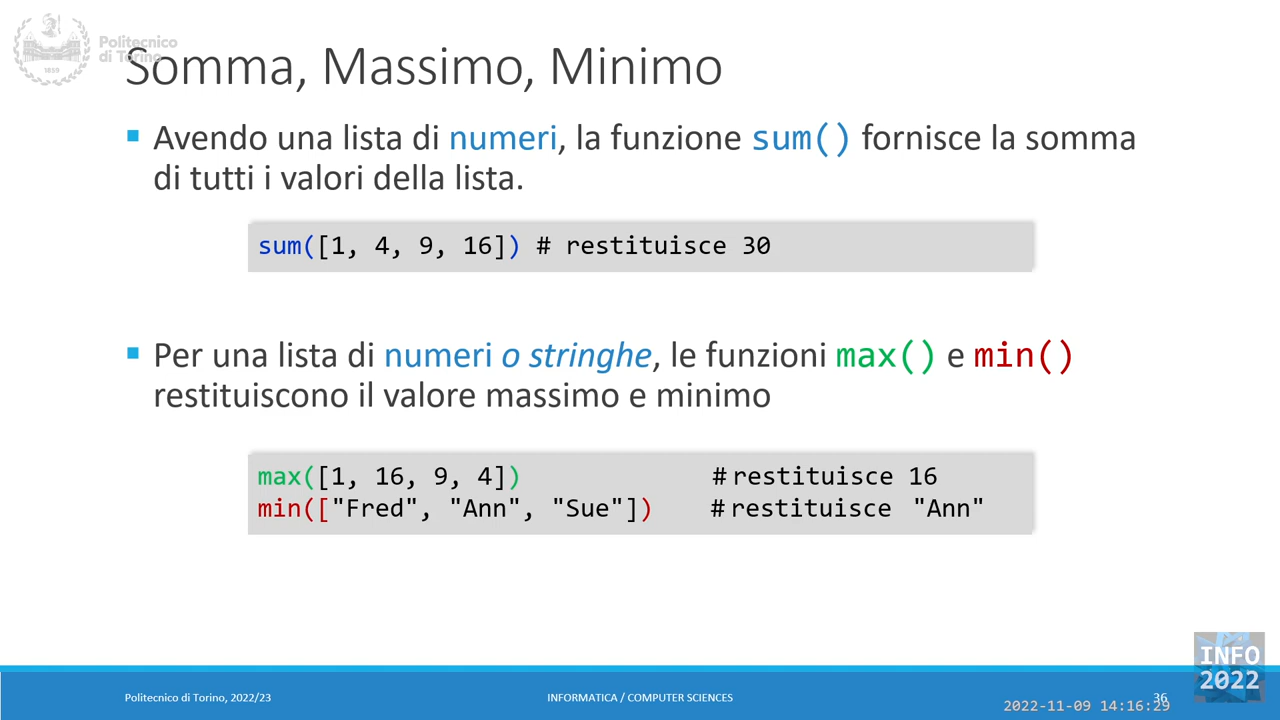 Politecnico
di Torino
1859
Somma, Massimo, Minimo
Avendo una lista di numeri, la funzione sum() fornisce la somma
di tutti i valori della lista.
sum([1, 4, 9, 16]) # restituisce 30
Per una lista di numeri o stringhe, le funzioni max() e min()
restituiscono il valore massimo e minimo
max([1, 16, 9, 4]) #restituisce 16
min(["Fred", "Ann", "Sue"]) #restituisce "Ann"
INFO
2022
Politecnico di Torino, 2022/23 INFORMATICA / COMPUTER SCIENCES 36
2022-11-09 14:16:29